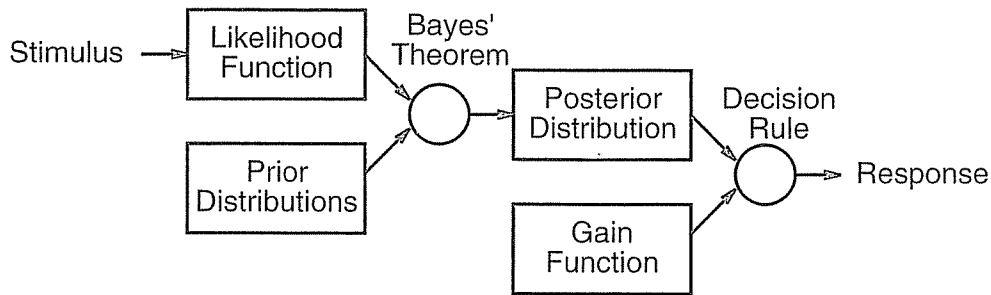 Stimulus
Likelihood
Function
Bayes'
Theorem
Prior
Distributions
Posterior
Distribution
Decision
Rule
Gain
Function
Response